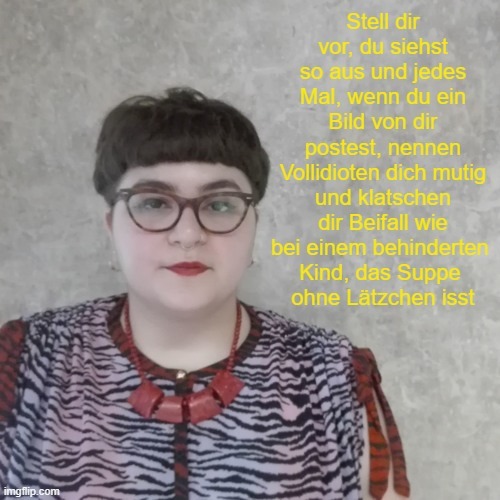 Stell dir
vor, du siehst
so aus und jedes
Mal, wenn du ein
Bild von dir
postest, nennen
Vollidioten dich mutig
und klatschen
dir Beifall wie
bei einem behinderten
Kind, das Suppe
ohne Lätzchen isst
imgflip.com